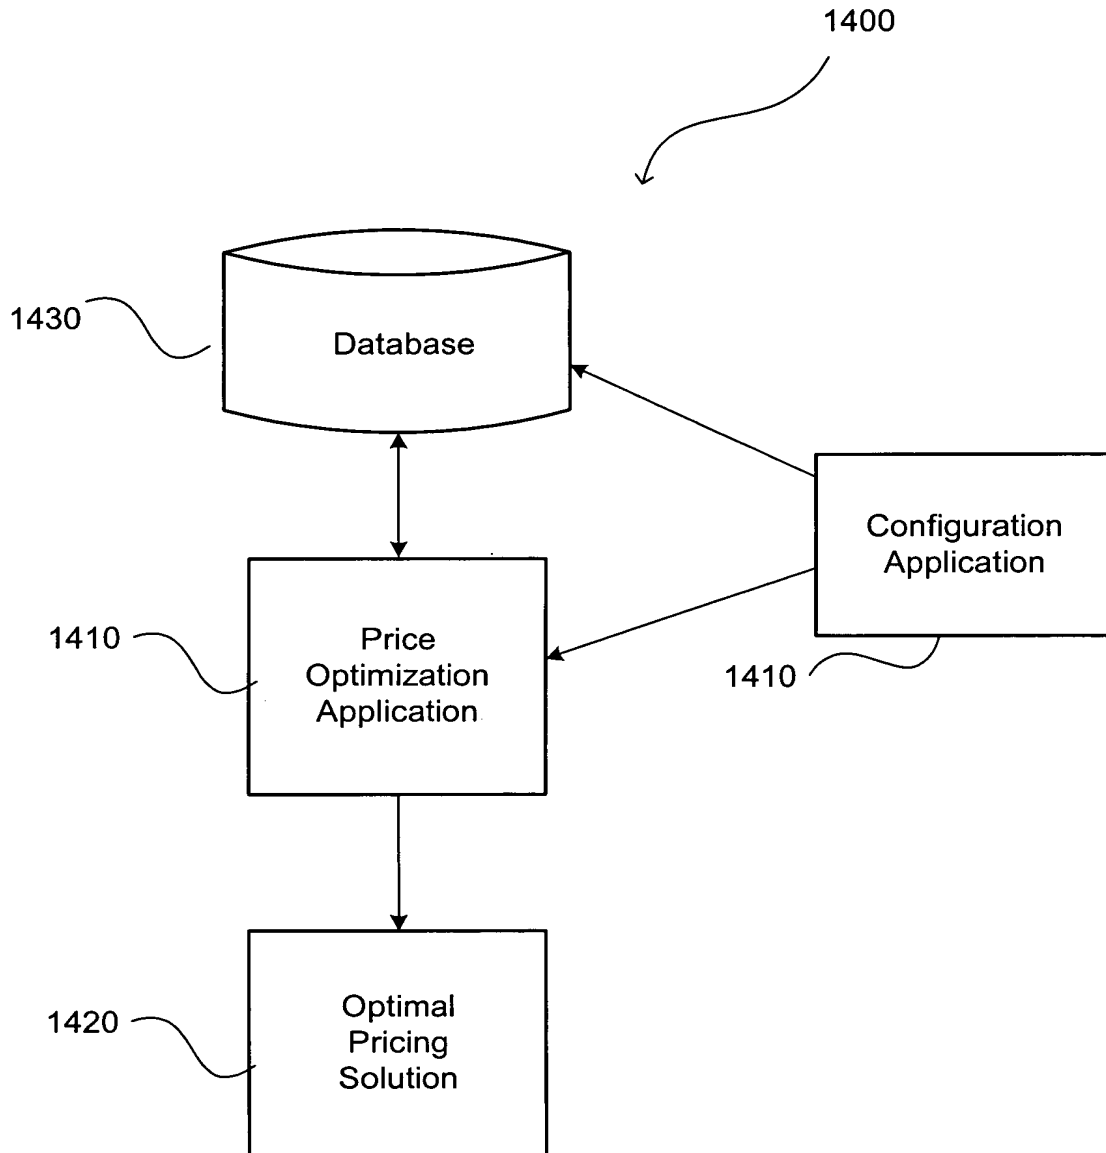 1400
1430
Database
Configuration
Application
1410
Price
Optimization
Application
1410
1420
Optimal
Pricing
Solution